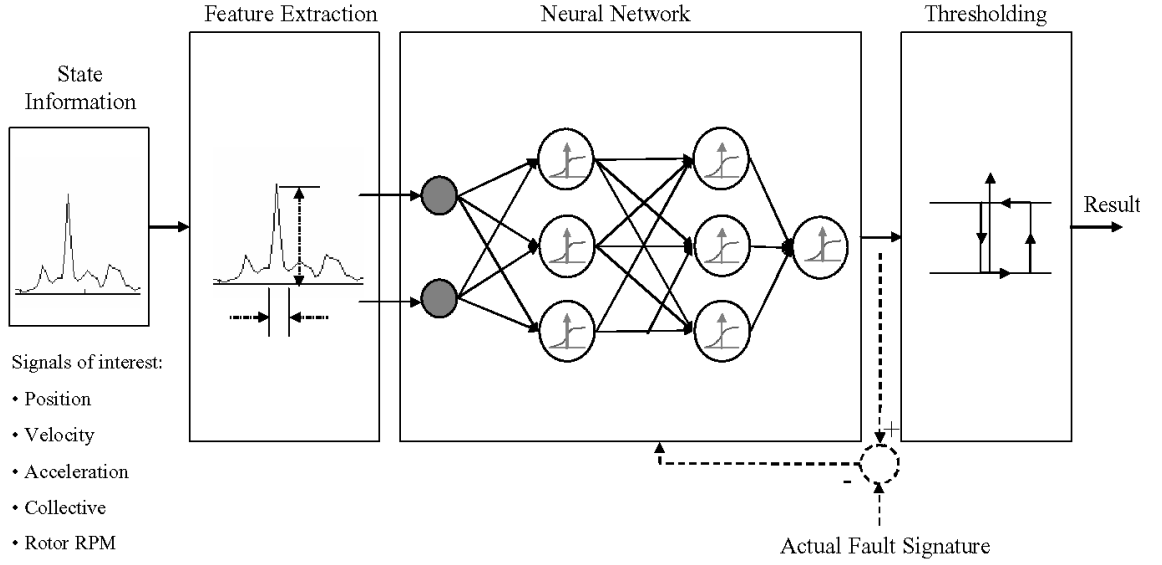 Feature Extraction
Neural Network
Thresholding
State
Information
Result
Signals of interest:
• Position
• Velocity
• Acceleration
• Collective
• Rotor RPM
+
-
Actual Fault Signature